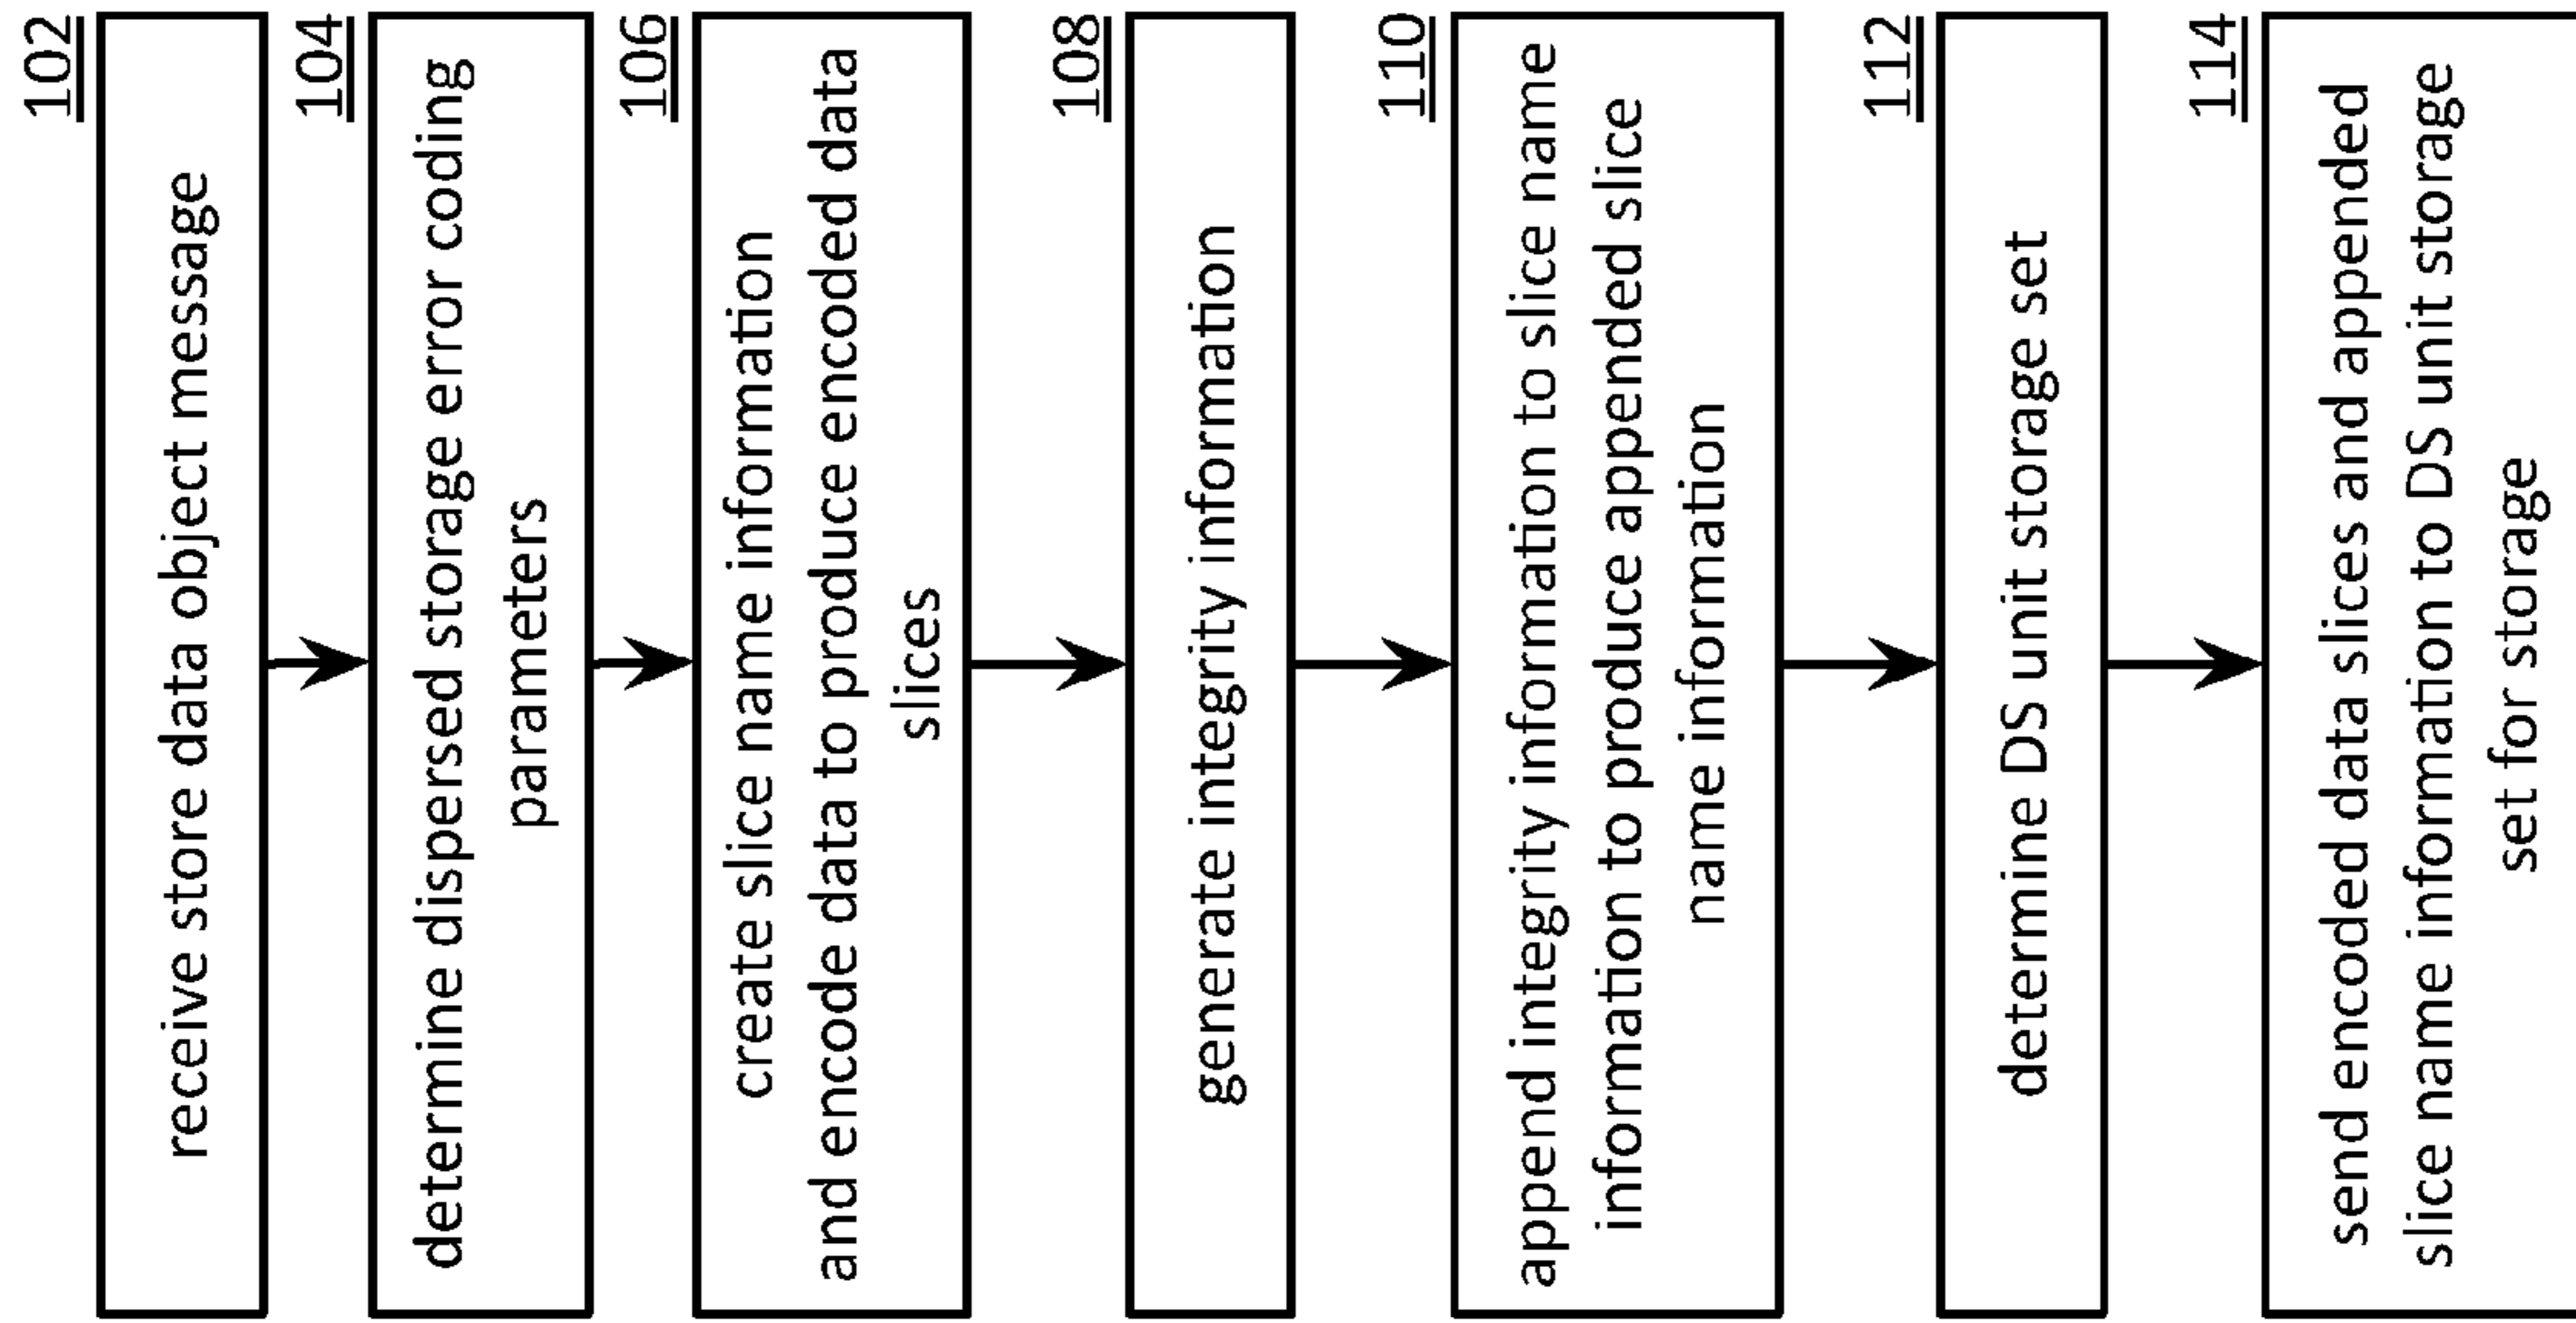 102
receive store data object message
104
determine dispersed storage error coding
parameters
106
create slice name information
and encode data to produce encoded data
slices
108
generate integrity information
110
append integrity information to slice name
information to produce appended slice
name information
112
determine DS unit storage set
114
send encoded data slices and appended
slice name information to DS unit storage
set for storage